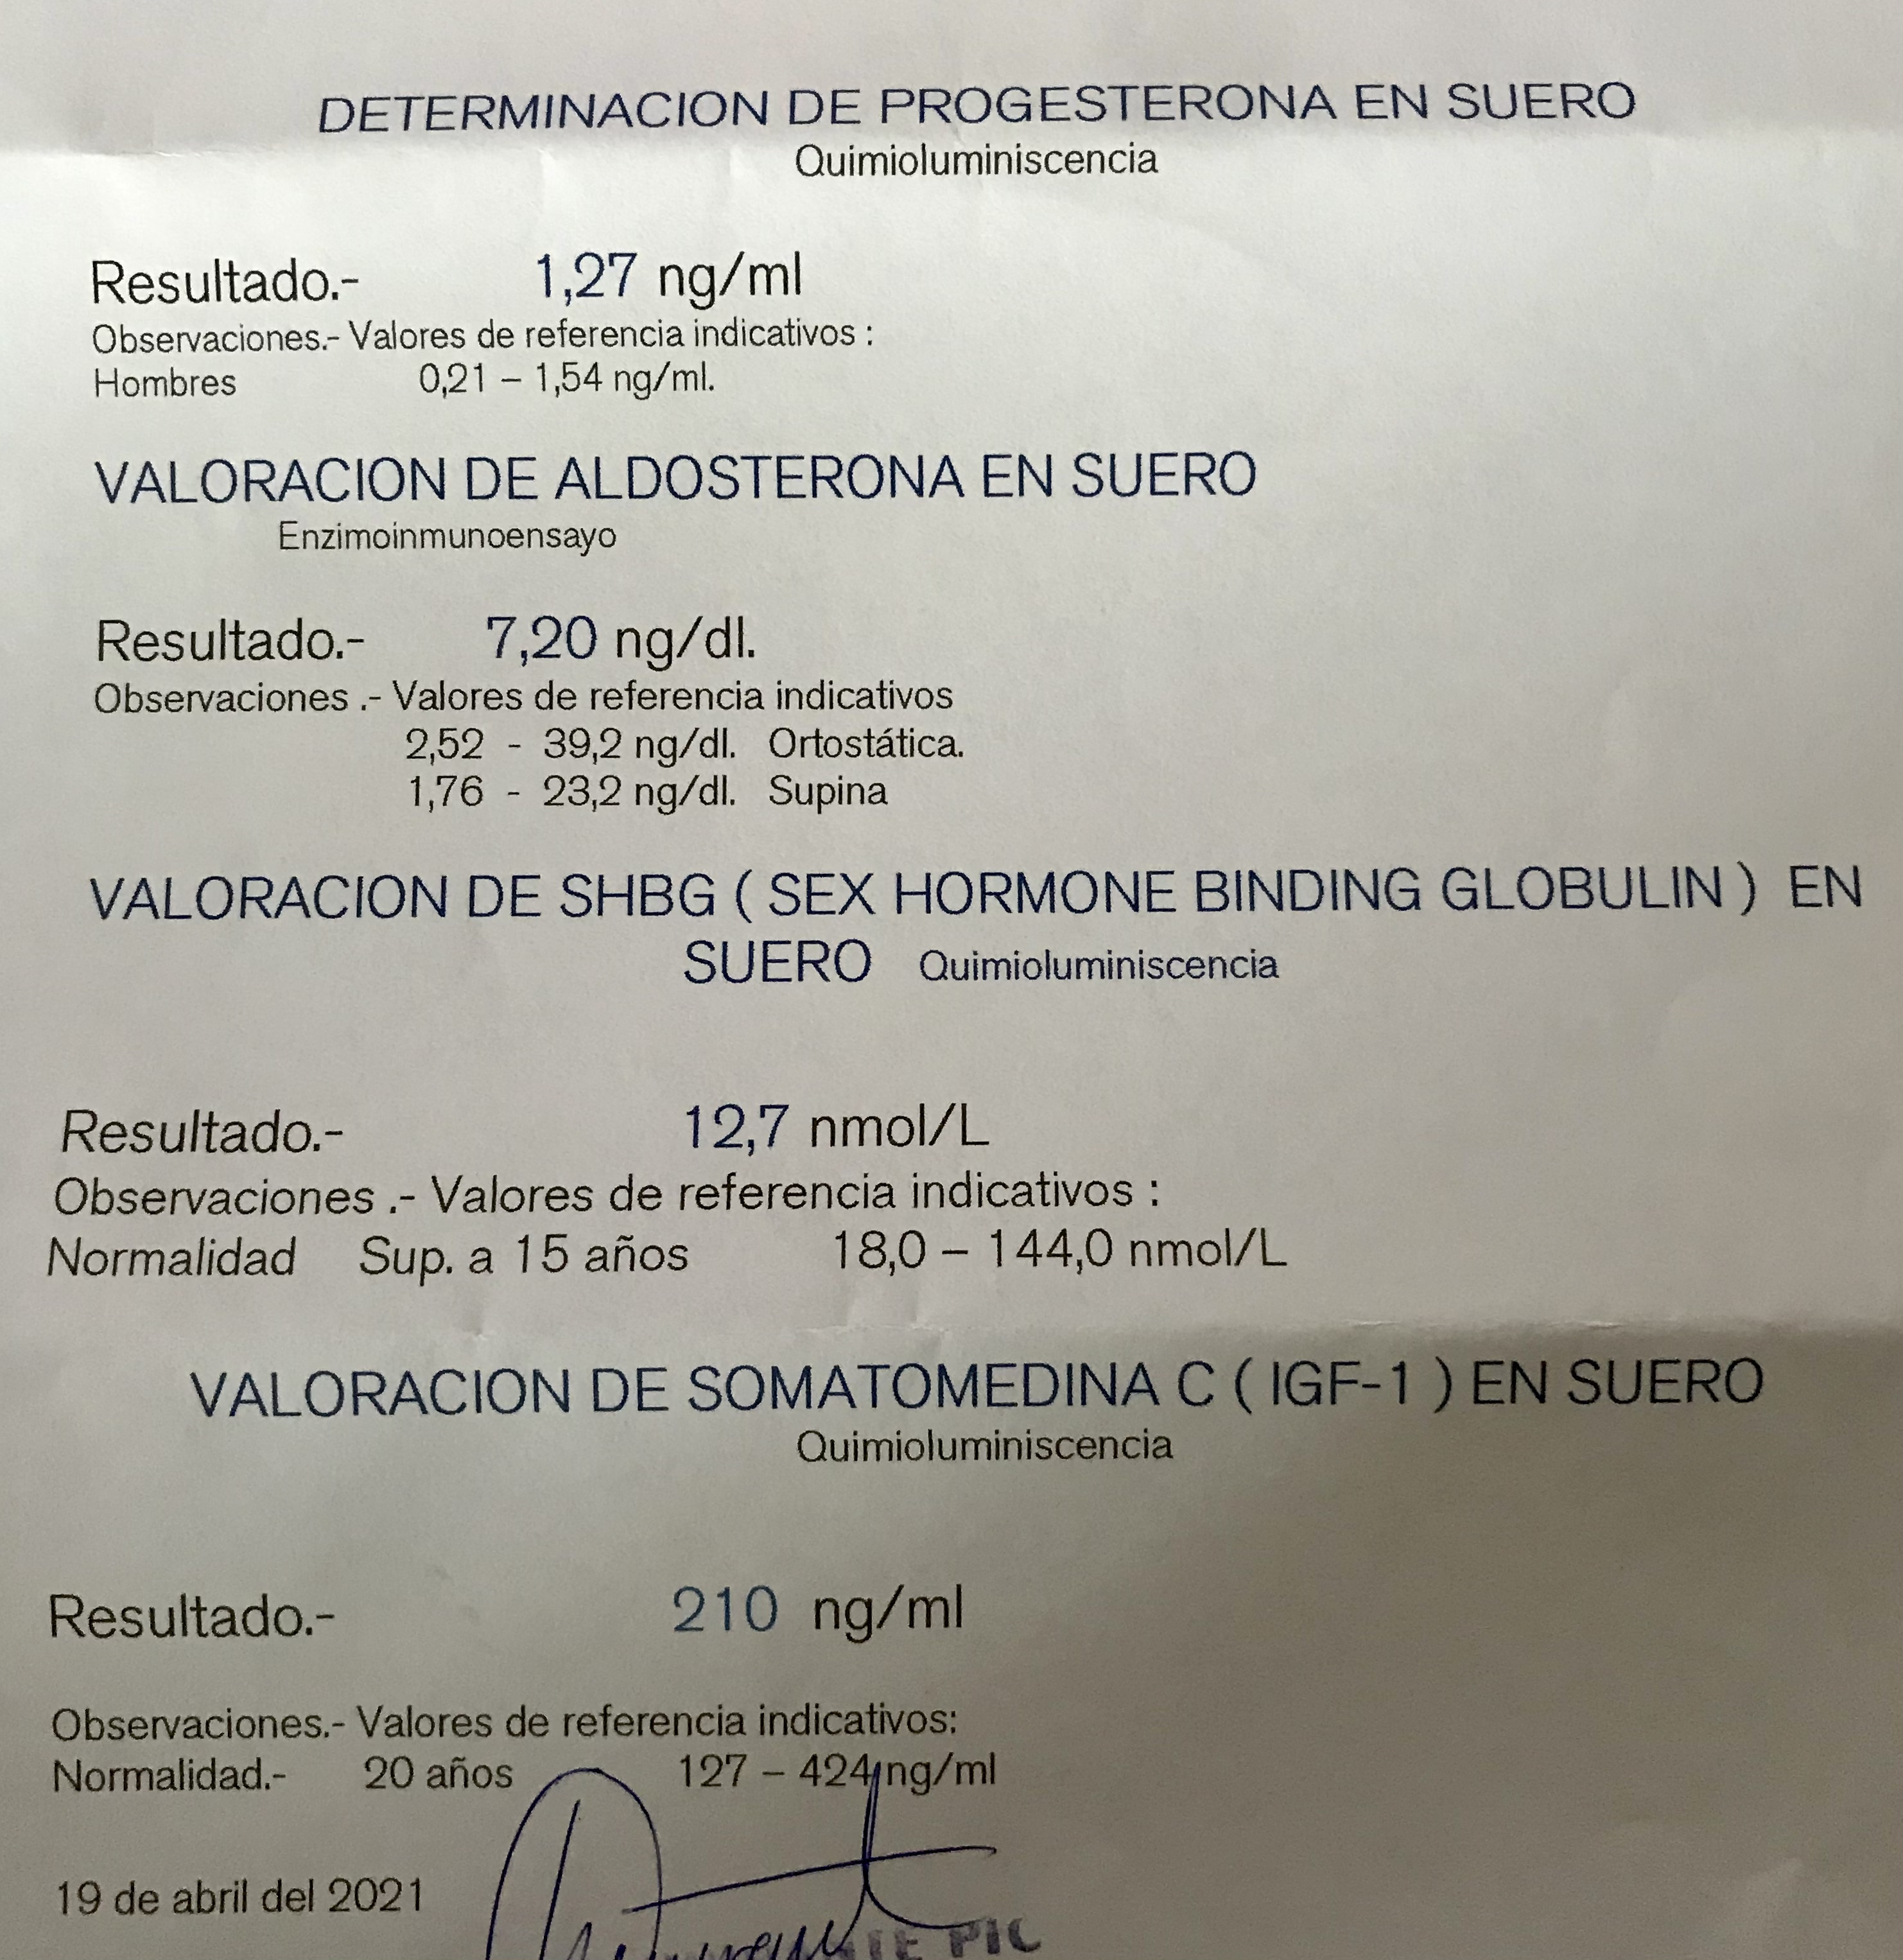 DETERMINACION DE PROGESTERONA EN SUERO
Quimioluminiscencia
Resultado.- 1,27 ng/ml
Observaciones.- Valores de referencia indicativos :
Hombres 0,21 – 1,54 ng/ml.
VALORACION DE ALDOSTERONA EN SUERO
Enzimoinmunoensayo
Resultado.- 7,20 ng/dl.
Observaciones .- Valores de referencia indicativos
2,52 - 39,2 ng/dl. Ortostática.
1,76 - 23,2 ng/dl. Supina
VALORACION DE SHBG ( SEX HORMONE BINDING GLOBULIN ) EN
SUERO Quimioluminiscencia
Resultado.- 12,7 nmol/L
Observaciones .- Valores de referencia indicativos :
Normalidad Sup. a 15 años 18,0 – 144,0 nmol/L
VALORACION DE SOMATOMEDINA C ( IGF-1 ) EN SUERO
Quimioluminiscencia
Resultado.- 210 ng/ml
Observaciones.- Valores de referencia indicativos:
Normalidad.- 20 años 127 – 424 ng/ml
19 de abril del 2021